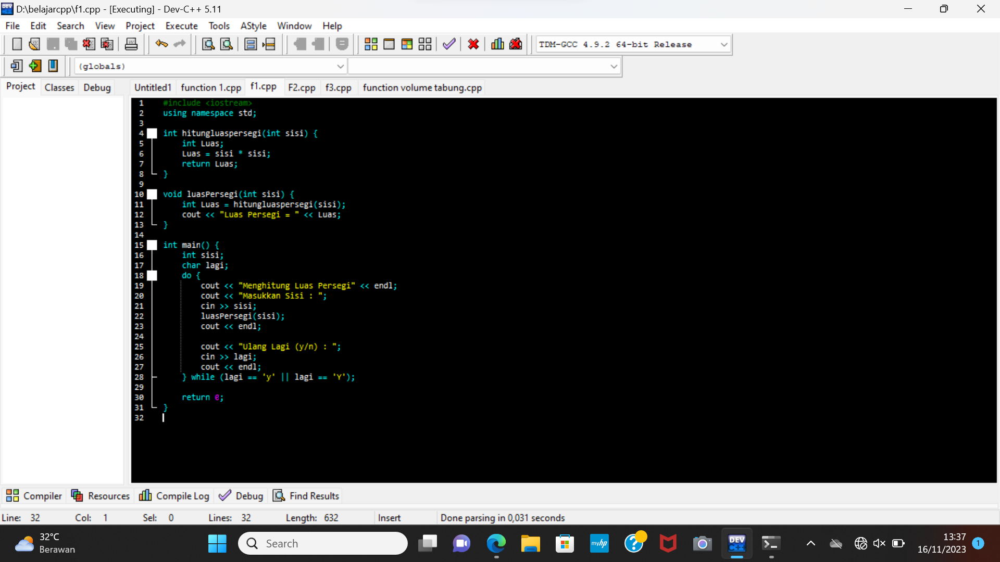 D:\belajarcpp\f1.cpp - [Executing] - Dev-C++ 5.11
File Edit Search View Project Execute Tools AStyle Window Help
TDM-GCC 4.9.2 64-bit Release
(globals)
Project Classes Debug Untitled1 function 1.cpp f1.cpp F2.cpp f3.cpp function volume tabung.cpp
1 #include <iostream>
2 using namespace std;
3
4 int hitungluaspersegi(int sisi) {
5 int Luas;
6 Luas = sisi * sisi;
7 return Luas;
8 }
9
10 void luasPersegi(int sisi) {
11 int Luas = hitungluaspersegi(sisi);
12 cout << "Luas Persegi = " << Luas;
13 }
14
15 int main() {
16 int sisi;
17 char lagi;
18 do {
19 cout << "Menghitung Luas Persegi" << endl;
20 cout << "Masukkan Sisi : ";
21 cin >> sisi;
22 luasPersegi(sisi);
23 cout << endl;
24
25 cout << "Ulang Lagi (y/n) : ";
26 cin >> lagi;
27 cout << endl;
28 } while (lagi == 'y' || lagi == 'Y');
29
30 return 0;
31 }
32
Compiler Resources Compile Log Debug Find Results
Line: 32 Col: 1 Sel: 0 Lines: 32 Length: 632 Insert Done parsing in 0,031 seconds
32°C
Berawan
Search
myhp
DEV
C++
13:37
16/11/2023
1